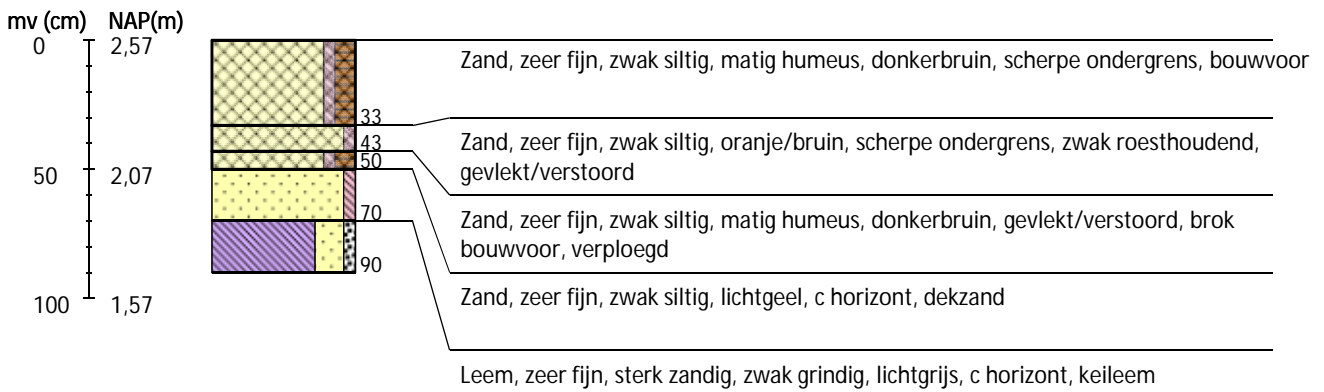 mv (cm) NAP(m)
0 2,57
Zand, zeer fijn, zwak siltig, matig humeus, donkerbruin, scherpe ondergrens, bouwvoor
33
Zand, zeer fijn, zwak siltig, oranje/bruin, scherpe ondergrens, zwak roesthoudend,
gevlekt/verstoord
43
50
50 2,07
Zand, zeer fijn, zwak siltig, matig humeus, donkerbruin, gevlekt/verstoord, brok
bouwvoor, verploegd
70
90
Zand, zeer fijn, zwak siltig, lichtgeel, c horizont, dekzand
100 1,57
Leem, zeer fijn, sterk zandig, zwak grindig, lichtgrijs, c horizont, keileem